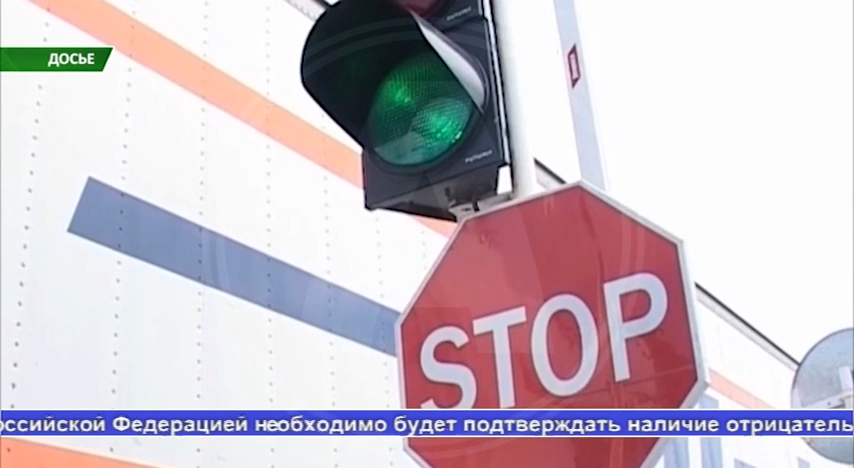 ДОСЬЕ
STOP
оссийской Федерацией необходимо будет подтверждать наличие отрицатель